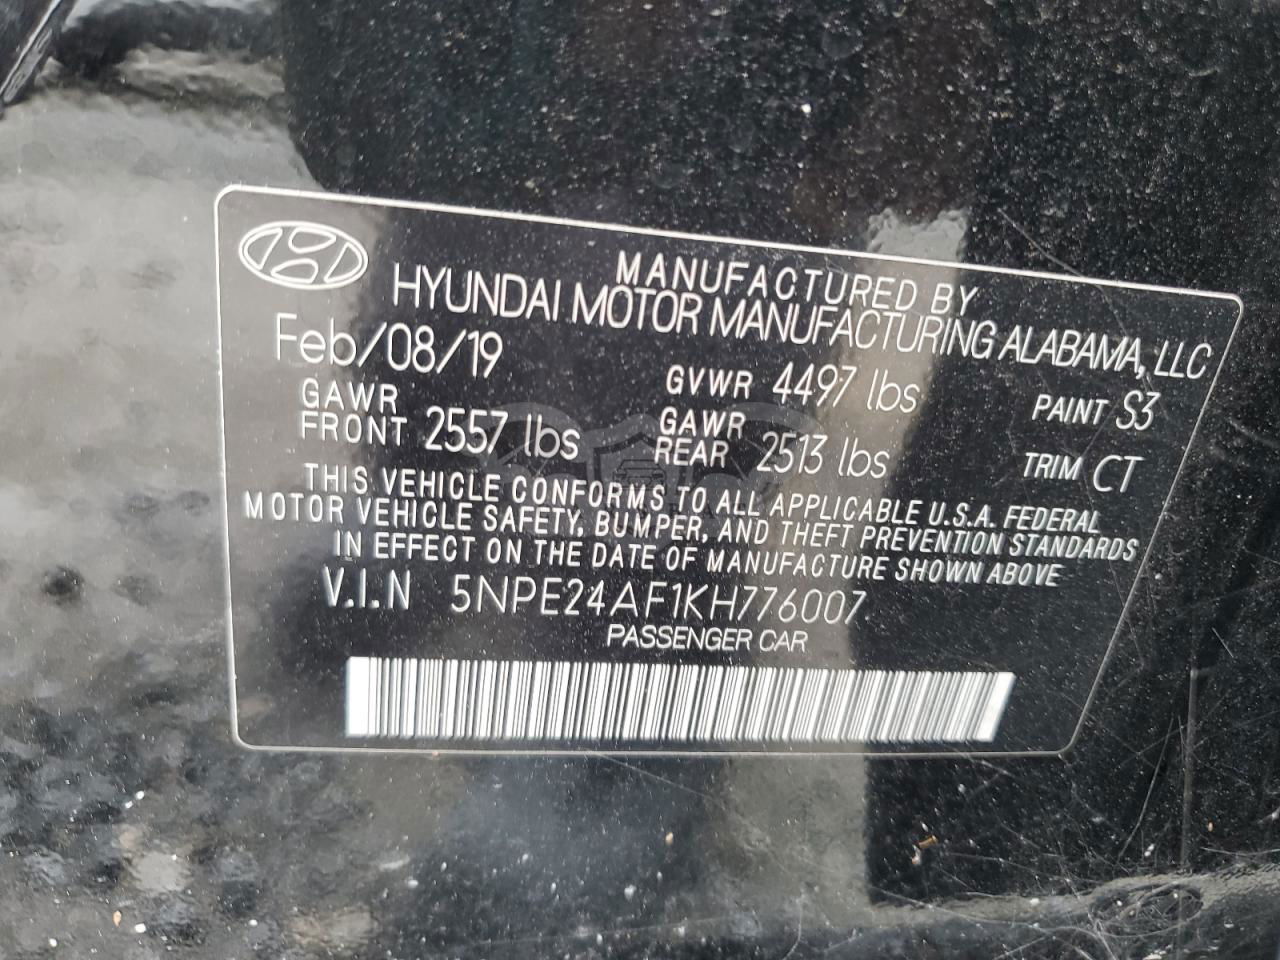 MANUFACTURED BY
HYUNDAI MOTOR MANUFACTURING ALABAMA, LLC
Feb/08/19 GVWR 4497 lbs PAINT S3
GAWR FRONT 2557 lbs GAWR REAR 2513 lbs TRIM CT
THIS VEHICLE CONFORMS TO ALL APPLICABLE U.S.A. FEDERAL
MOTOR VEHICLE SAFETY, BUMPER, AND THEFT PREVENTION STANDARDS
IN EFFECT ON THE DATE OF MANUFACTURE SHOWN ABOVE
V.I.N 5NPE24AF1KH776007
PASSENGER CAR